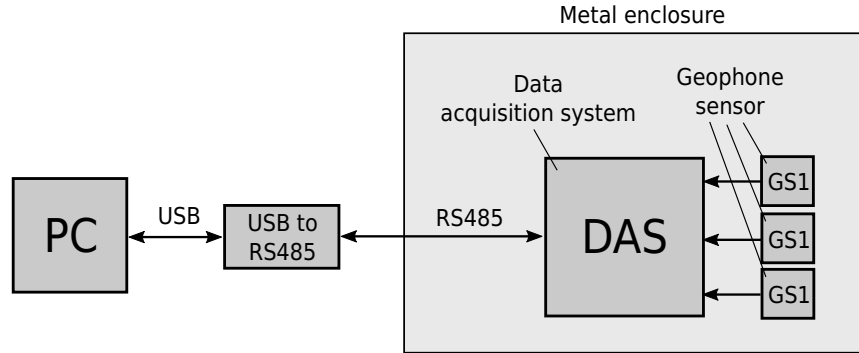 Metal enclosure
Data
acquisition system
Geophone
sensor
PC
USB
USB to
RS485
RS485
DAS
GS1
GS1
GS1